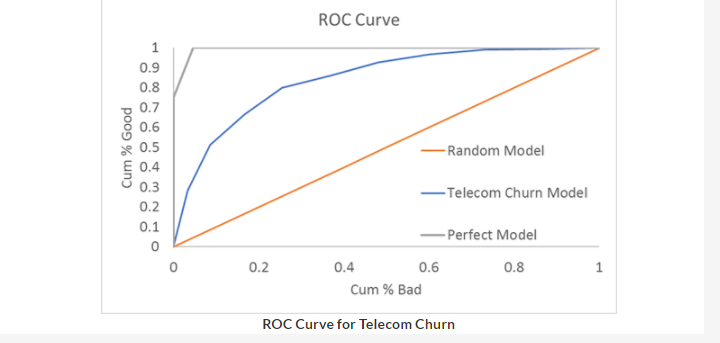 ROC Curve
1
0.9
0.8
0.7
0.6
0.5
0.4
0.3
0.2
0.1
0
Cum % Good
Random Model
Telecom Churn Model
Perfect Model
0 0.2 0.4 0.6 0.8 1
Cum % Bad
ROC Curve for Telecom Churn